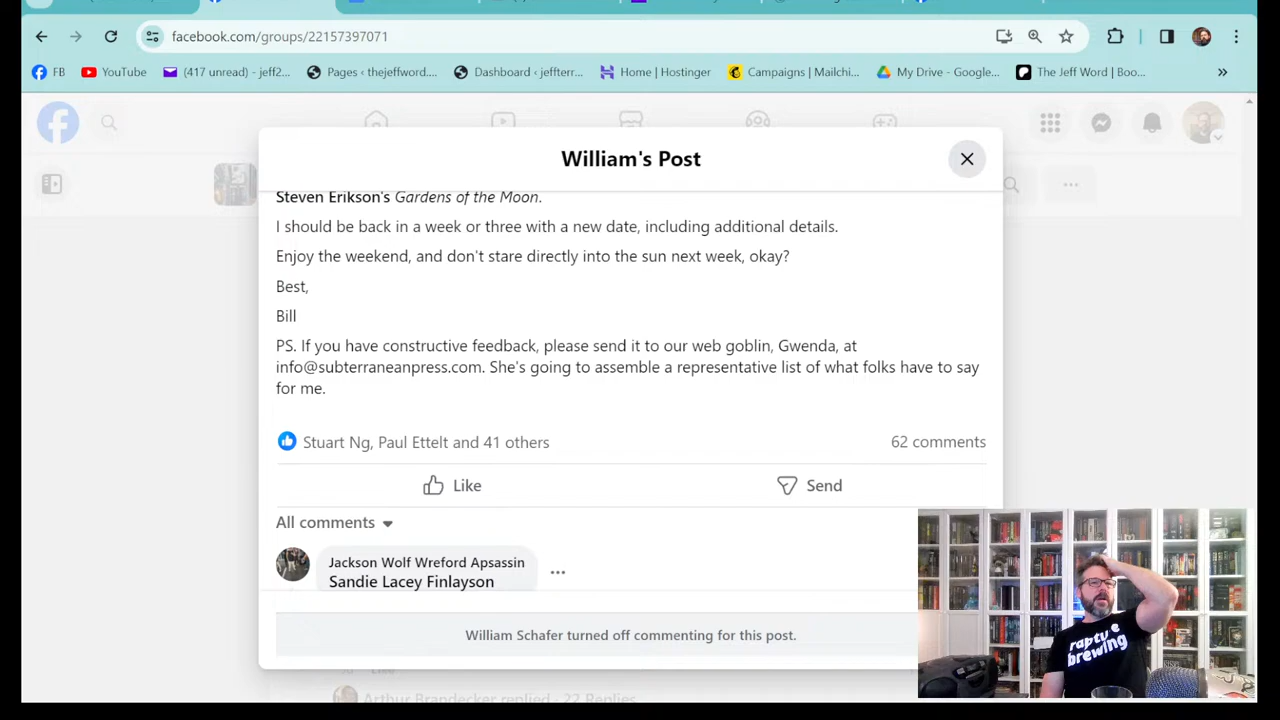 facebook.com/groups/22157397071
FB
YouTube
(417 unread) - jeff2...
Pages ‹ thejeffword....
Dashboard ‹ jeffterr...
Home | Hostinger
Campaigns | Mailchi...
My Drive - Google...
The Jeff Word | Boo...
William's Post
Steven Erikson's Gardens of the Moon.
I should be back in a week or three with a new date, including additional details.
Enjoy the weekend, and don't stare directly into the sun next week, okay?
Best,
Bill
PS. If you have constructive feedback, please send it to our web goblin, Gwenda, at
info@subterraneanpress.com. She's going to assemble a representative list of what folks have to say
for me.
Stuart Ng, Paul Ettelt and 41 others
62 comments
Like
Send
All comments
Jackson Wolf Wreford Apsassin
Sandie Lacey Finlayson
William Schafer turned off commenting for this post.
Arthur Brandecker replied · 22 Replies
rapture
brewing